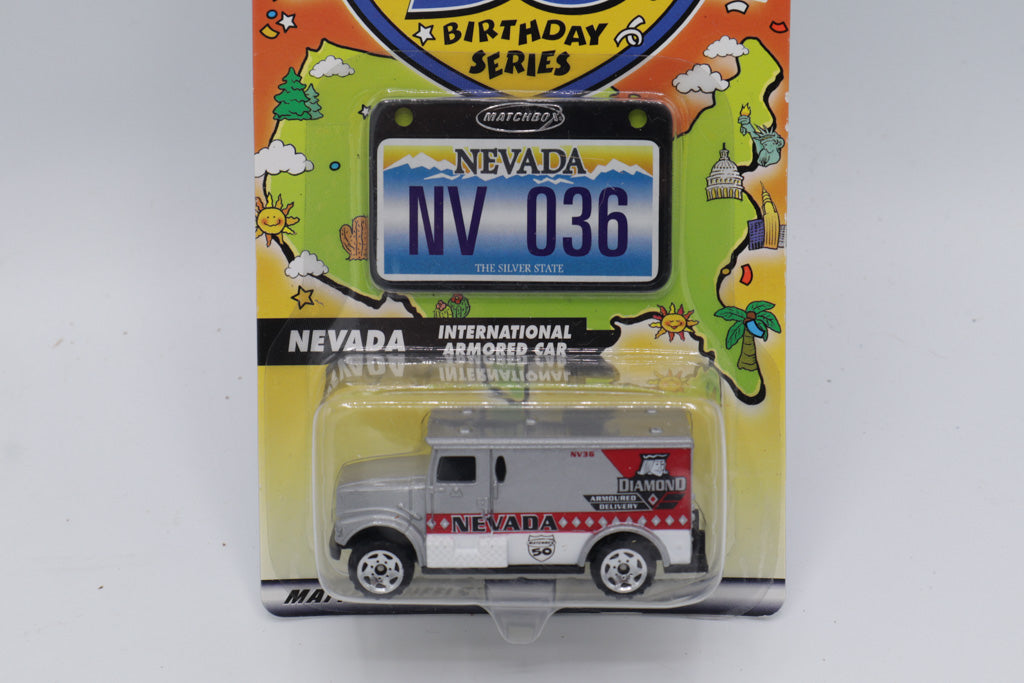 BIRTHDAY
SERIES
MATCHBOX
NEVADA
NV 036
THE SILVER STATE
NEVADA
INTERNATIONAL
ARMORED CAR
NV36
DIAMOND
ARMOURED
DELIVERY
NEVADA
MATCHBOX
50